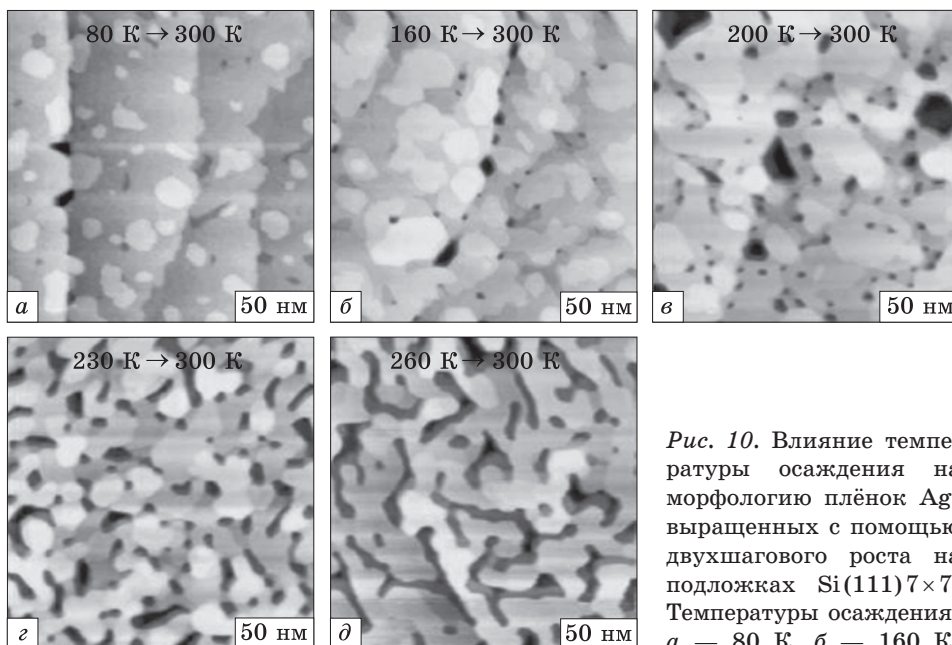 80 К→300 К
160 К→300 К
200 К→300 К
а
50 нм
б
50 нм
в
50 нм
230 К→300 К
260 К→300 К
г
50 нм
д
50 нм
Рис. 10. Влияние темпе
ратуры осаждения на
морфологию плёнок Ag
выращенных с помощью
двухшагового роста на
подложках Si(111)7×7
Температуры осаждения
а — 80 К, б — 160 К